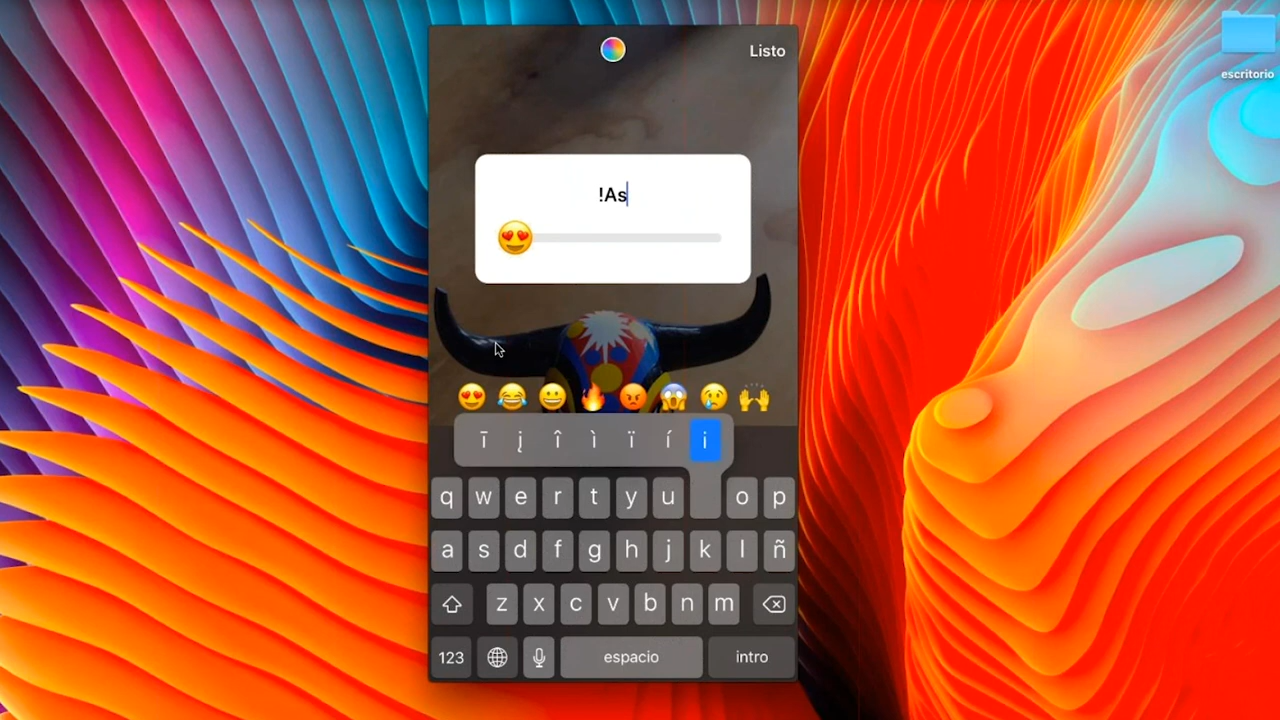 Listo
escritorio
!As
ī į î ì ï í i
q w e r t y u o p
a s d f g h j k l ñ
z x c v b n m
123 espacio intro